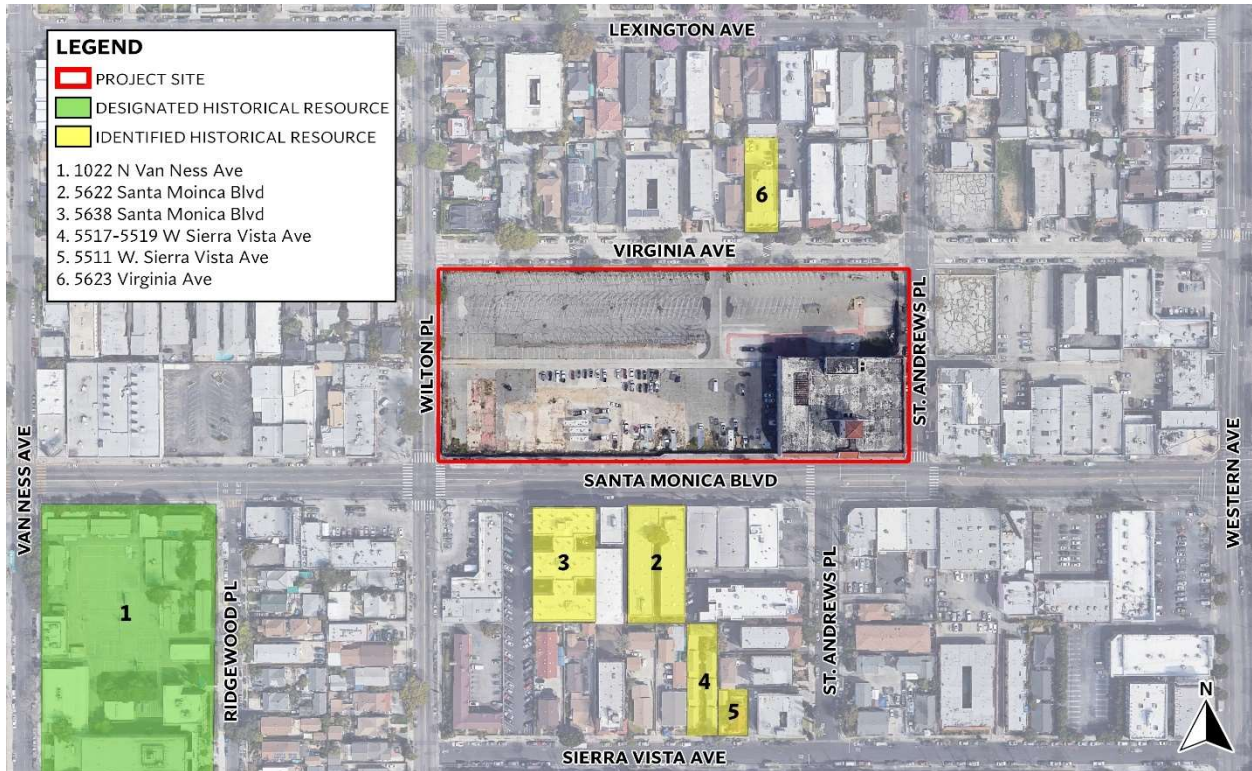 LEGEND
PROJECT SITE
DESIGNATED HISTORICAL RESOURCE
IDENTIFIED HISTORICAL RESOURCE
1. 1022 N Van Ness Ave
2. 5622 Santa Moinca Blvd
3. 5638 Santa Monica Blvd
4. 5517-5519 W Sierra Vista Ave
5. 5511 W. Sierra Vista Ave
6. 5623 Virginia Ave
LEXINGTON AVE
6
VIRGINIA AVE
WILTON PL
ST. ANDREWS PL
VAN NESS AVE
WESTERN AVE
SANTA MONICA BLVD
1
RIDGEWOOD PL
3
2
ST. ANDREWS PL
4
5
SIERRA VISTA AVE
N